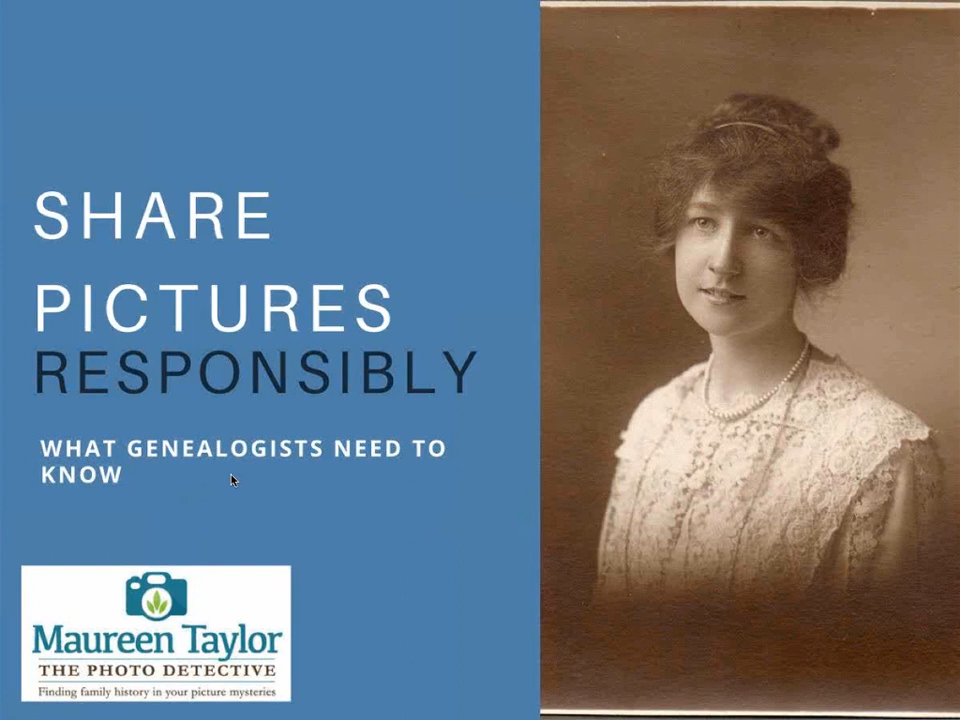 SHARE
PICTURES
RESPONSIBLY
WHAT GENEALOGISTS NEED TO
KNOW
Maureen Taylor
THE PHOTO DETECTIVE
Finding family history in your picture mysteries